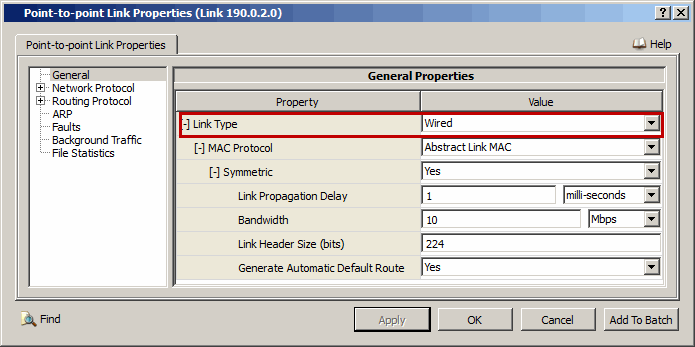 Point-to-point Link Properties (Link 190.0.2.0)
Point-to-point Link Properties
Help
General
Network Protocol
Routing Protocol
ARP
Faults
Background Traffic
File Statistics
General Properties
Property Value
[-] Link Type Wired
[-] MAC Protocol Abstract Link MAC
[-] Symmetric Yes
Link Propagation Delay 1 milli-seconds
Bandwidth 10 Mbps
Link Header Size (bits) 224
Generate Automatic Default Route Yes
Find Apply OK Cancel Add To Batch